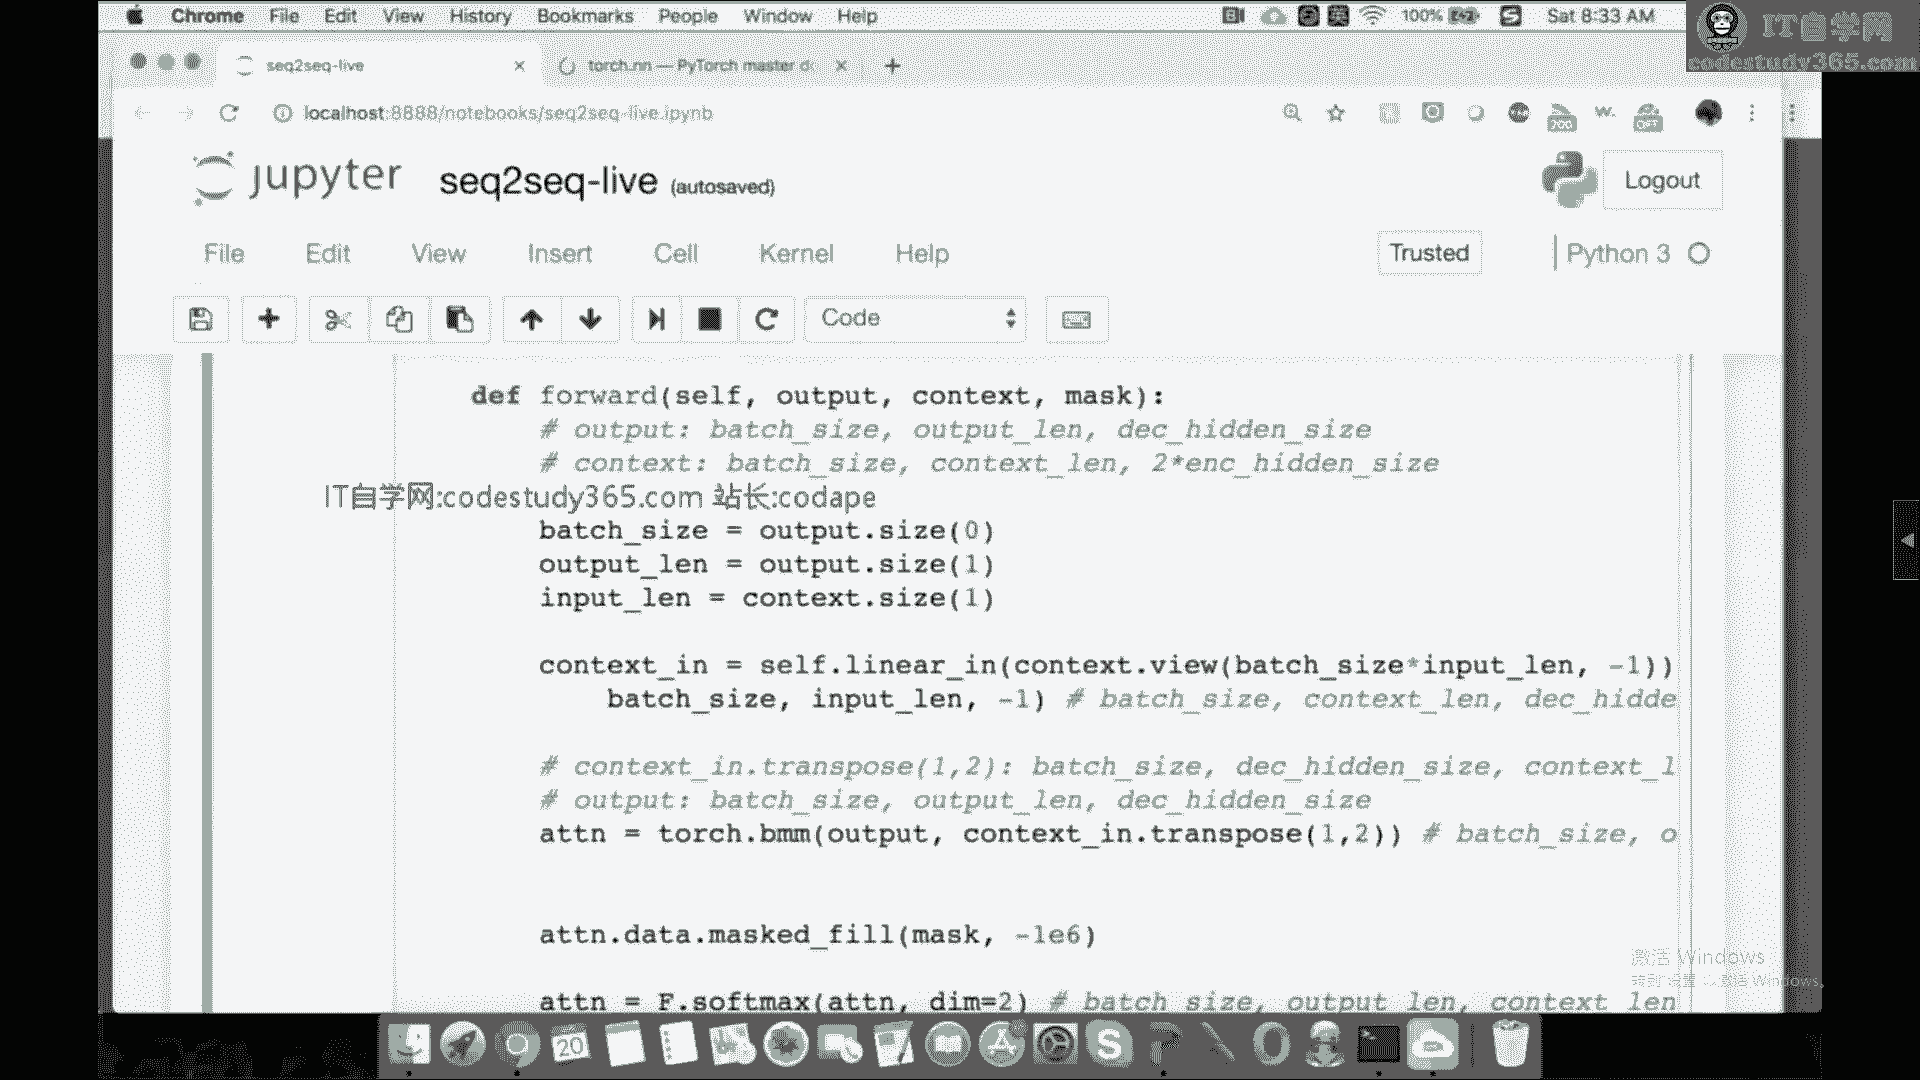 Chrome File Edit View History Bookmarks People Window Help 100% Sat 8:33 AM
IT自学网
codestudy365.com
seq2seq-live × torch.nn — PyTorch master d × +
localhost:8888/notebooks/seq2seq-live.ipynb
200 W. OFF
jupyter seq2seq-live (autosaved) Logout
File Edit View Insert Cell Kernel Help Trusted Python 3
Code
def forward(self, output, context, mask):
# output: batch_size, output_len, dec_hidden_size
# context: batch_size, context_len, 2*enc_hidden_size
IT自学网:codestudy365.com 站长:codape
batch_size = output.size(0)
output_len = output.size(1)
input_len = context.size(1)
context_in = self.linear_in(context.view(batch_size*input_len, -1))
batch_size, input_len, -1) # batch_size, context_len, dec_hidde
# context_in.transpose(1,2): batch_size, dec_hidden_size, context_l
# output: batch_size, output_len, dec_hidden_size
attn = torch.bmm(output, context_in.transpose(1,2)) # batch_size, o
attn.data.masked_fill(mask, -1e6)
激活 Windows
转到"设置"以激活 Windows。
attn = F.softmax(attn, dim=2) # batch_size, output_len, context_len
20